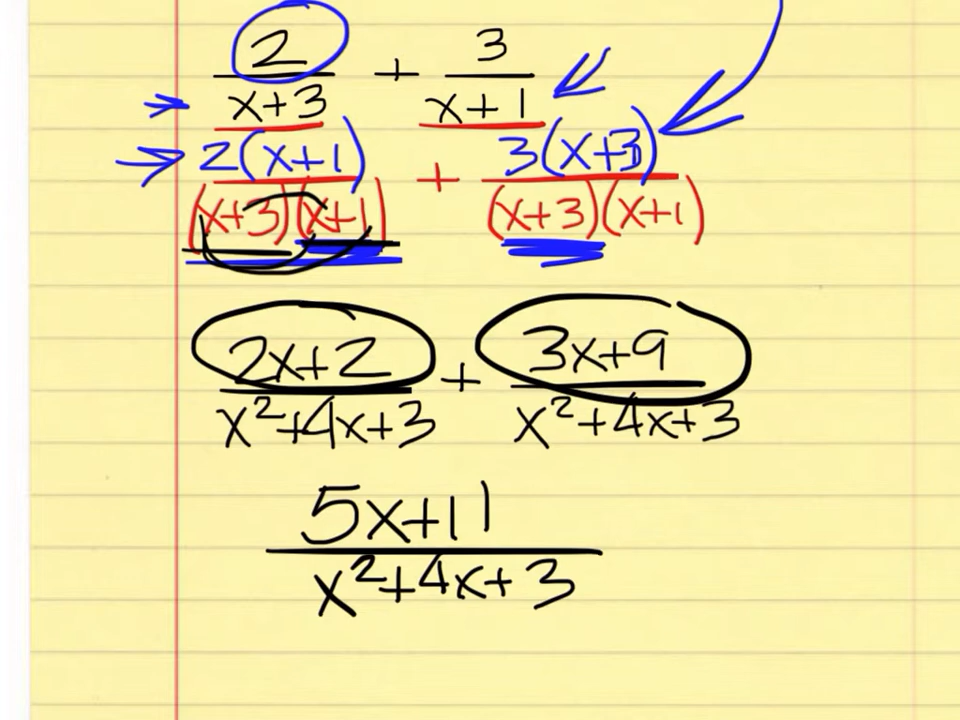 2/(x+3) + 3/(x+1)
2(x+1)/((x+3)(x+1)) + 3(x+3)/((x+3)(x+1))
(2x+2)/(x²+4x+3) + (3x+9)/(x²+4x+3)
(5x+11)/(x²+4x+3)